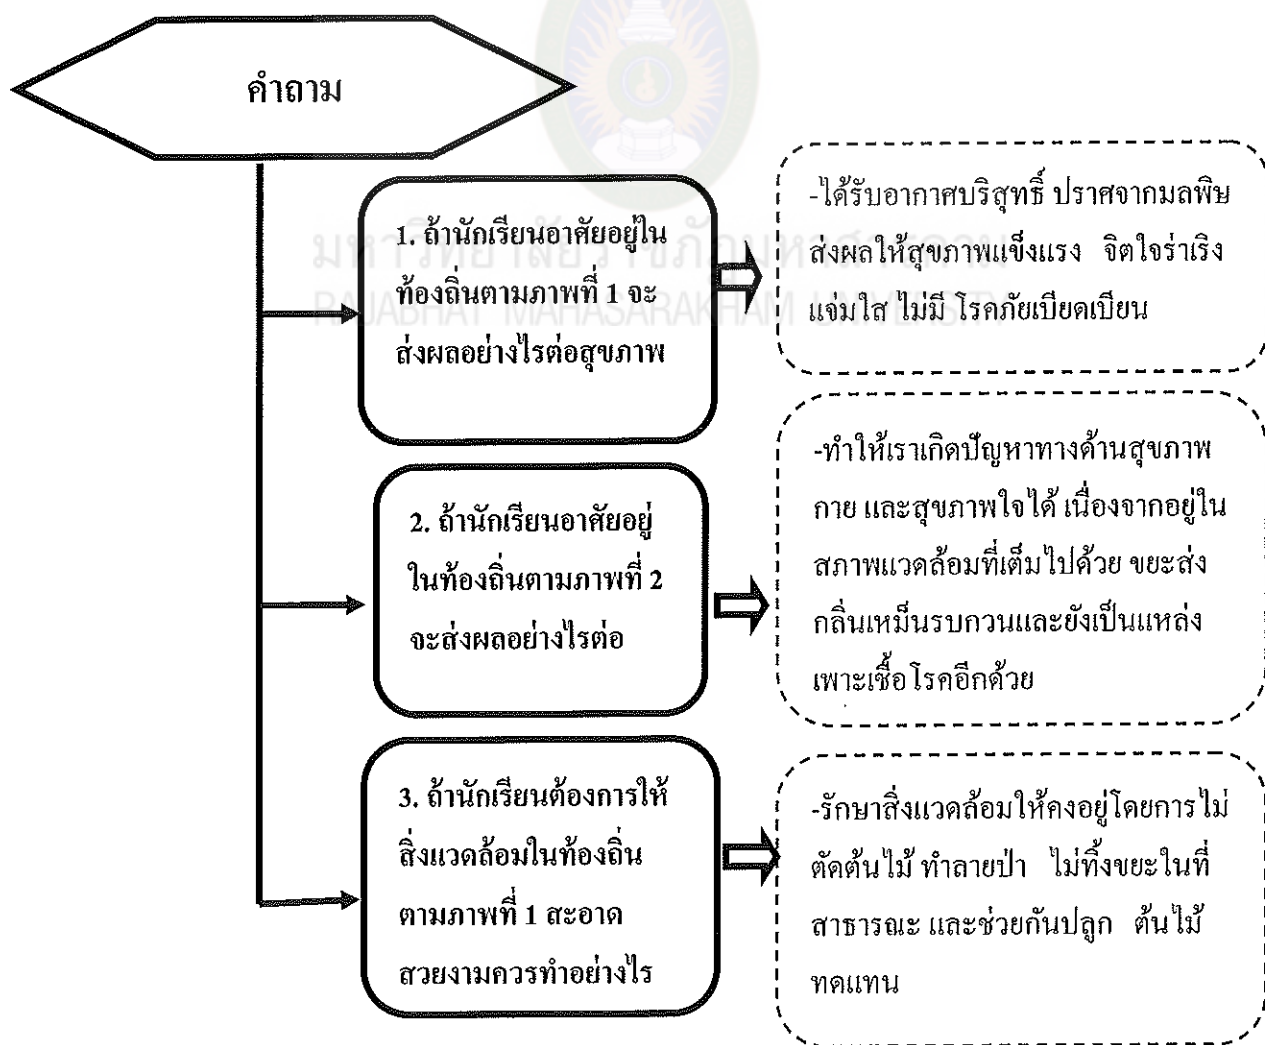 คำถาม
1. ถ้านักเรียนอาศัยอยู่ใน
ท้องถิ่นตามภาพที่ 1 จะ
ส่งผลอย่างไรต่อสุขภาพ
-ได้รับอากาศบริสุทธิ์ ปราศจากมลพิษ
ส่งผลให้สุขภาพแข็งแรง จิตใจร่าเริง
แจ่มใส ไม่มี โรคภัยเบียดเบียน
มหาวิทยาลัยราชภัฏมหาสารคาม
RAJABHAT MAHASARAKHAM UNIVERSITY
2. ถ้านักเรียนอาศัยอยู่
ในท้องถิ่นตามภาพที่ 2
จะส่งผลอย่างไรต่อ
-ทำให้เราเกิดปัญหาทางด้านสุขภาพ
กาย และสุขภาพใจได้ เนื่องจากอยู่ใน
สภาพแวดล้อมที่เต็มไปด้วย ขยะส่ง
กลิ่นเหม็นรบกวนและยังเป็นแหล่ง
เพาะเชื้อโรคอีกด้วย
3. ถ้านักเรียนต้องการให้
สิ่งแวดล้อมในท้องถิ่น
ตามภาพที่ 1 สะอาด
สวยงามควรทำอย่างไร
-รักษาสิ่งแวดล้อมให้คงอยู่โดยการไม่
ตัดต้นไม้ ทำลายป่า ไม่ทิ้งขยะในที่
สาธารณะ และช่วยกันปลูก ต้นไม้
ทดแทน